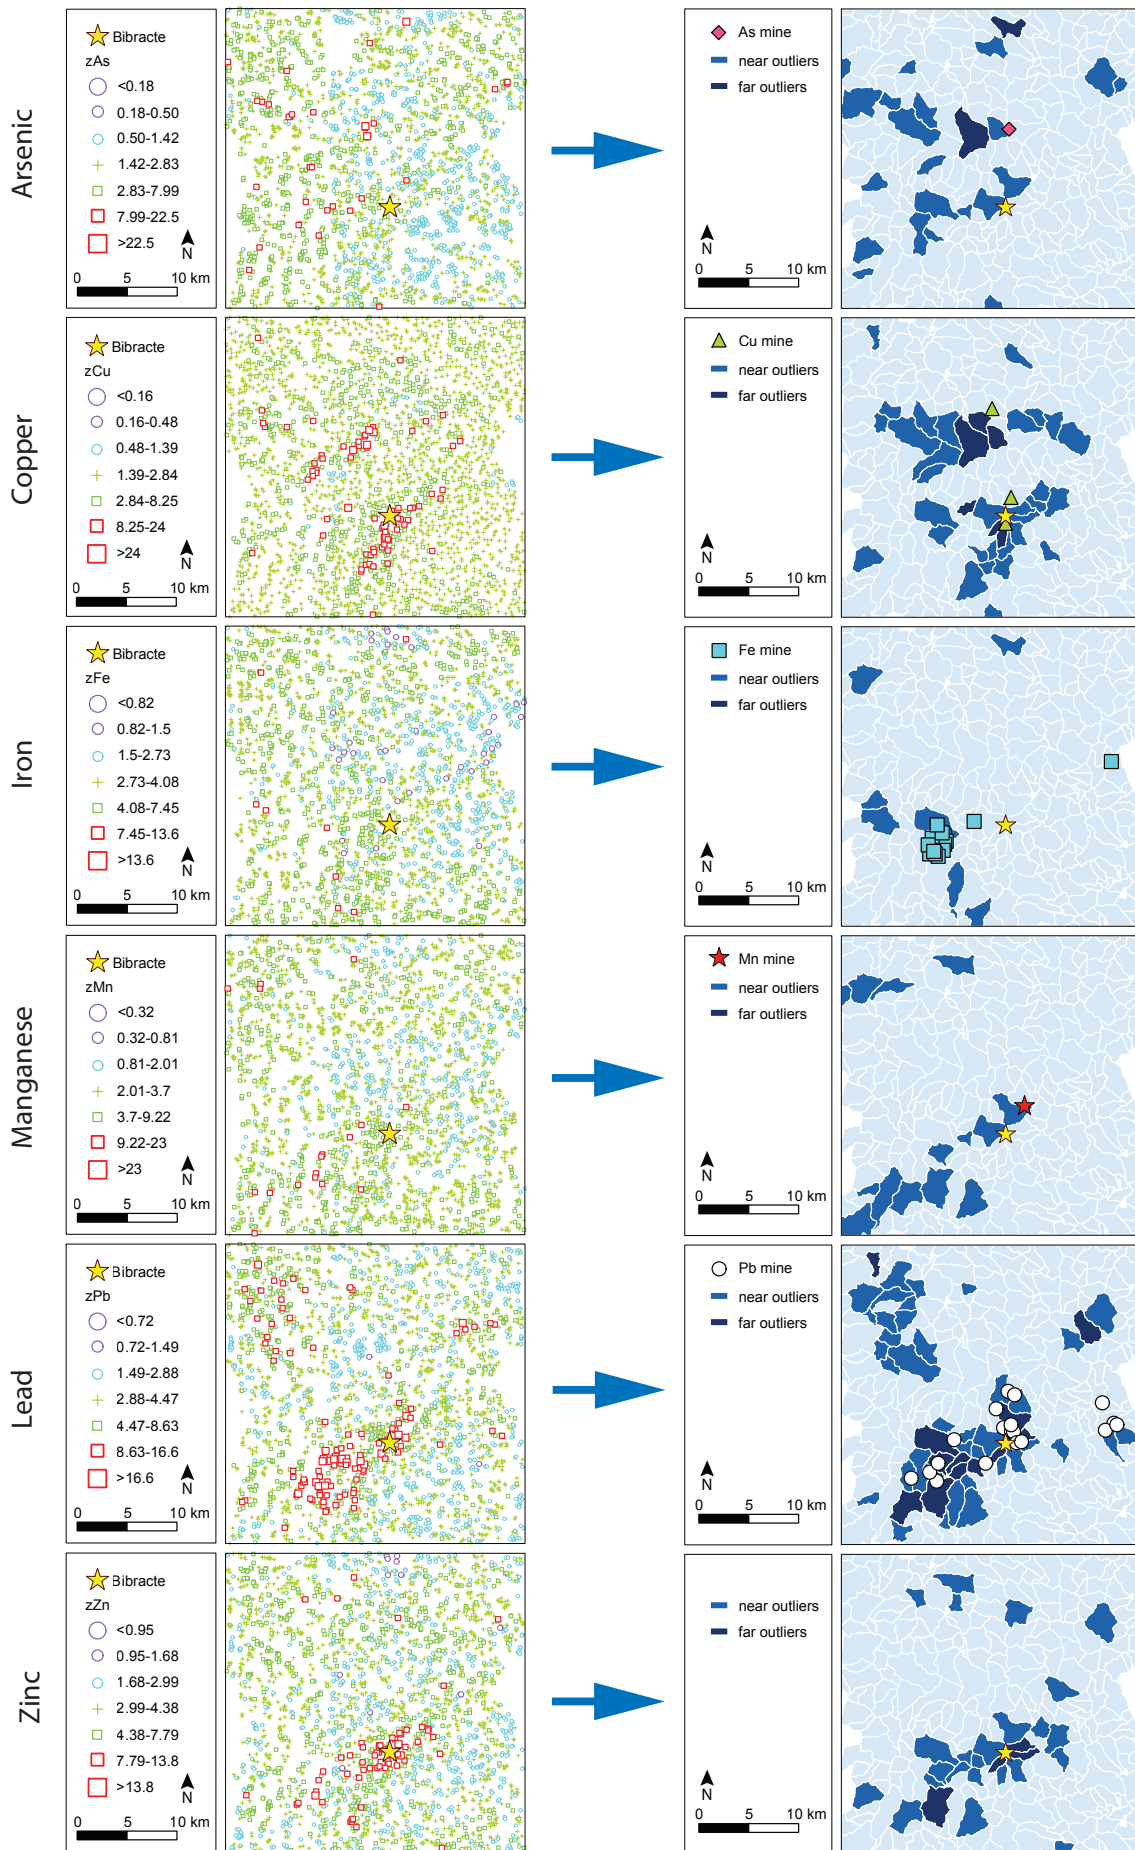 Arsenic
Bibracte
zAs
<0.18
0.18-0.50
0.50-1.42
1.42-2.83
2.83-7.99
7.99-22.5
>22.5
N
0 5 10 km
As mine
near outliers
far outliers
N
0 5 10 km
Copper
Bibracte
zCu
<0.16
0.16-0.48
0.48-1.39
1.39-2.84
2.84-8.25
8.25-24
>24
N
0 5 10 km
Cu mine
near outliers
far outliers
N
0 5 10 km
Iron
Bibracte
zFe
<0.82
0.82-1.5
1.5-2.73
2.73-4.08
4.08-7.45
7.45-13.6
>13.6
N
0 5 10 km
Fe mine
near outliers
far outliers
N
0 5 10 km
Manganese
Bibracte
zMn
<0.32
0.32-0.81
0.81-2.01
2.01-3.7
3.7-9.22
9.22-23
>23
N
0 5 10 km
Mn mine
near outliers
far outliers
N
0 5 10 km
Lead
Bibracte
zPb
<0.72
0.72-1.49
1.49-2.88
2.88-4.47
4.47-8.63
8.63-16.6
>16.6
N
0 5 10 km
Pb mine
near outliers
far outliers
N
0 5 10 km
Zinc
Bibracte
zZn
<0.95
0.95-1.68
1.68-2.99
2.99-4.38
4.38-7.79
7.79-13.8
>13.8
N
0 5 10 km
near outliers
far outliers
N
0 5 10 km